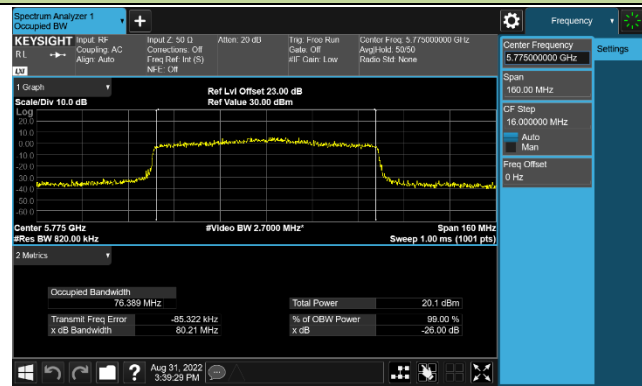 Spectrum Analyzer 1
Occupied BW
+
Frequency
KEYSIGHT
RL
LXI
Input: RF
Coupling: AC
Align: Auto
Input Z: 50 Ω
Corrections: Off
Freq Ref: Int (S)
NFE: Off
Atten: 20 dB
Trig: Free Run
Gate: Off
#IF Gain: Low
Center Freq: 5.775000000 GHz
Avg|Hold: 50/50
Radio Std: None
Center Frequency
5.775000000 GHz
Settings
Span
160.00 MHz
CF Step
16.000000 MHz
Auto
Man
Freq Offset
0 Hz
1 Graph
Scale/Div 10.0 dB
Ref Lvl Offset 23.00 dB
Ref Value 30.00 dBm
Log
20.0
10.0
0.00
-10.0
-20.0
-30.0
-40.0
-50.0
-60.0
Center 5.775 GHz
#Res BW 820.00 kHz
#Video BW 2.7000 MHz*
Span 160 MHz
Sweep 1.00 ms (1001 pts)
2 Metrics
Occupied Bandwidth
76.389 MHz
Total Power 20.1 dBm
Transmit Freq Error -85.322 kHz
% of OBW Power 99.00 %
x dB Bandwidth 80.21 MHz
x dB -26.00 dB
?
Aug 31, 2022
3:39:29 PM